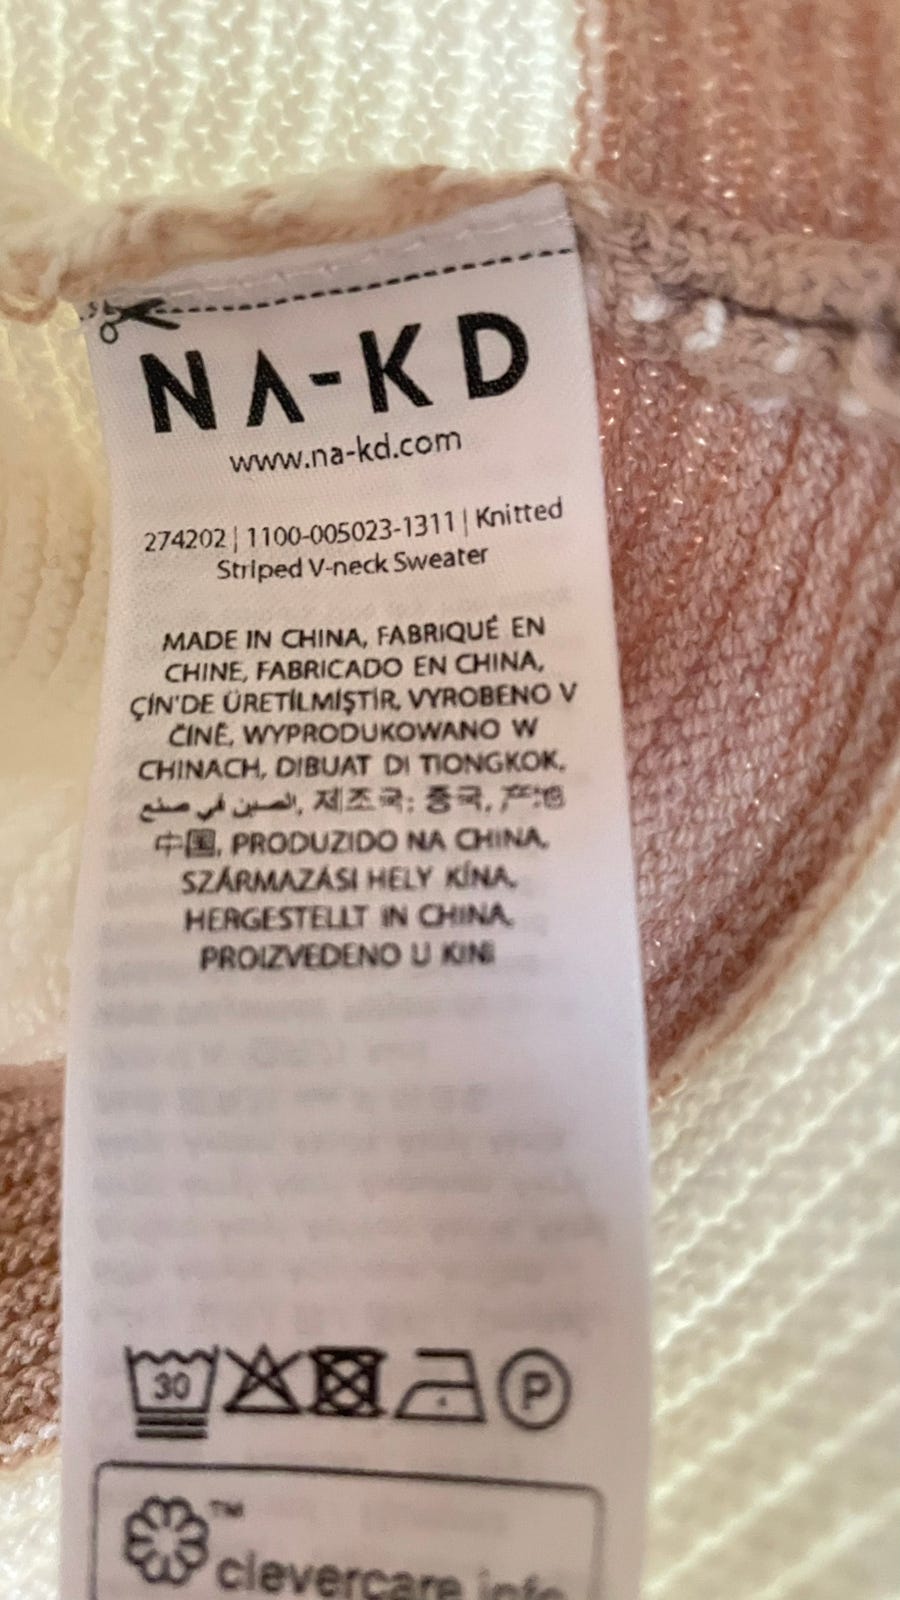 NA-KD
www.na-kd.com
274202 | 1100-005023-1311 | Knitted
Striped V-neck Sweater
MADE IN CHINA, FABRIQUÉ EN
CHINE, FABRICADO EN CHINA,
ÇİN'DE ÜRETİLMİŞTİR, VYROBENO V
ČÍNĚ, WYPRODUKOWANO W
CHINACH, DIBUAT DI TIONGKOK,
الصين في صنع, 제조국: 중국, 产地
中国, PRODUZIDO NA CHINA,
SZÁRMAZÁSI HELY KÍNA,
HERGESTELLT IN CHINA,
PROIZVEDENO U KINI
30
P
™
clevercare.info